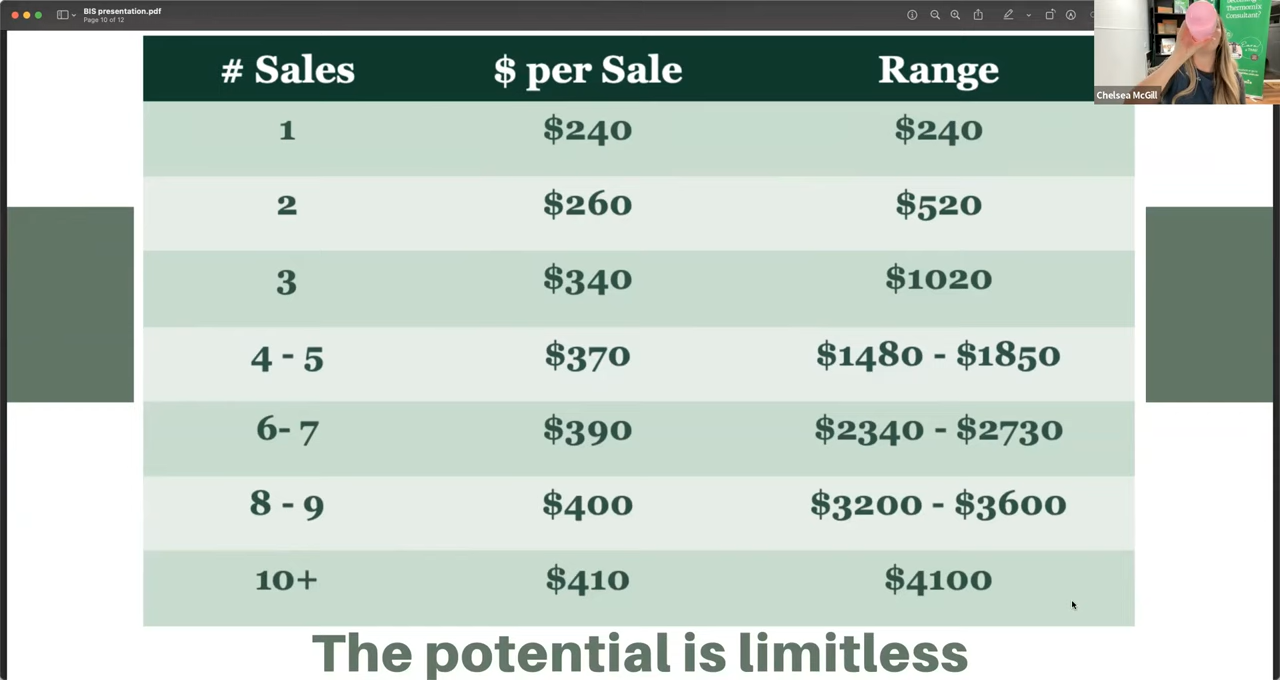 BIS presentation.pdf
Page 10 of 12
Thermomix
Consultant?
Chelsea McGill
# Sales $ per Sale Range
1 $240 $240
2 $260 $520
3 $340 $1020
4 - 5 $370 $1480 - $1850
6- 7 $390 $2340 - $2730
8 - 9 $400 $3200 - $3600
10+ $410 $4100
The potential is limitless